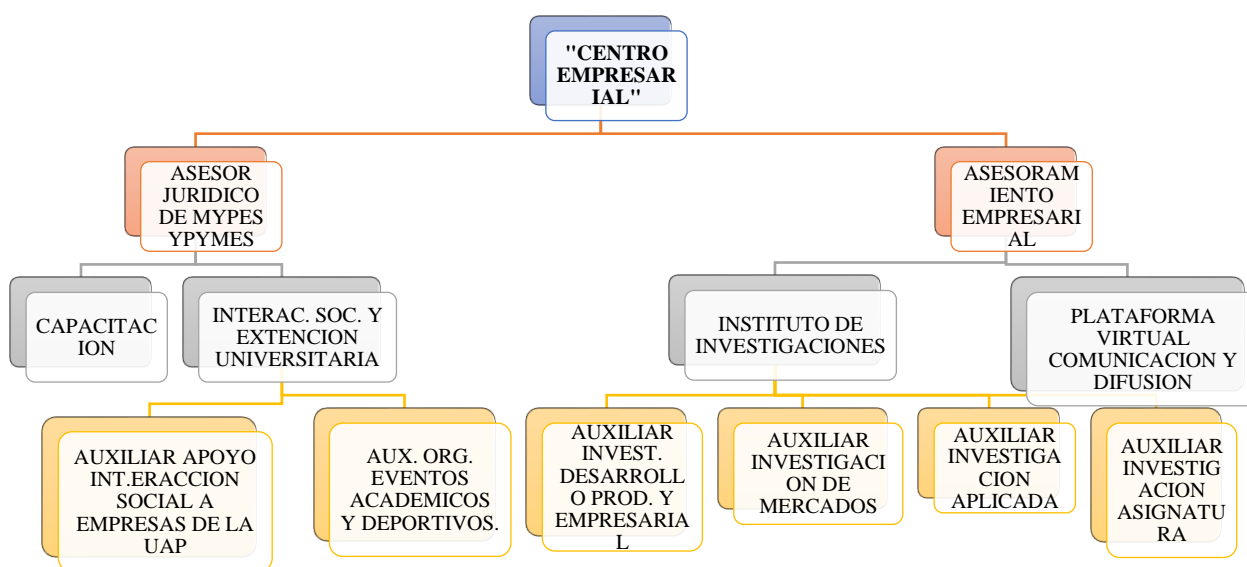 "CENTRO
EMPRESAR
IAL"
ASESOR
JURIDICO
DE MYPES
YPYMES
ASESORAM
IENTO
EMPRESARI
AL
CAPACITAC
ION
INTERAC. SOC. Y
EXTENCION
UNIVERSITARIA
INSTITUTO DE
INVESTIGACIONES
PLATAFORMA
VIRTUAL
COMUNICACION Y
DIFUSION
AUXILIAR APOYO
INT.ERACCION
SOCIAL A
EMPRESAS DE LA
UAP
AUX. ORG.
EVENTOS
ACADEMICOS
Y DEPORTIVOS.
AUXILIAR
INVEST.
DESARROLL
O PROD. Y
EMPRESARIA
L
AUXILIAR
INVESTIGACI
ON DE
MERCADOS
AUXILIAR
INVESTIGA
CION
APLICADA
AUXILIAR
INVESTIG
ACION
ASIGNATU
RA